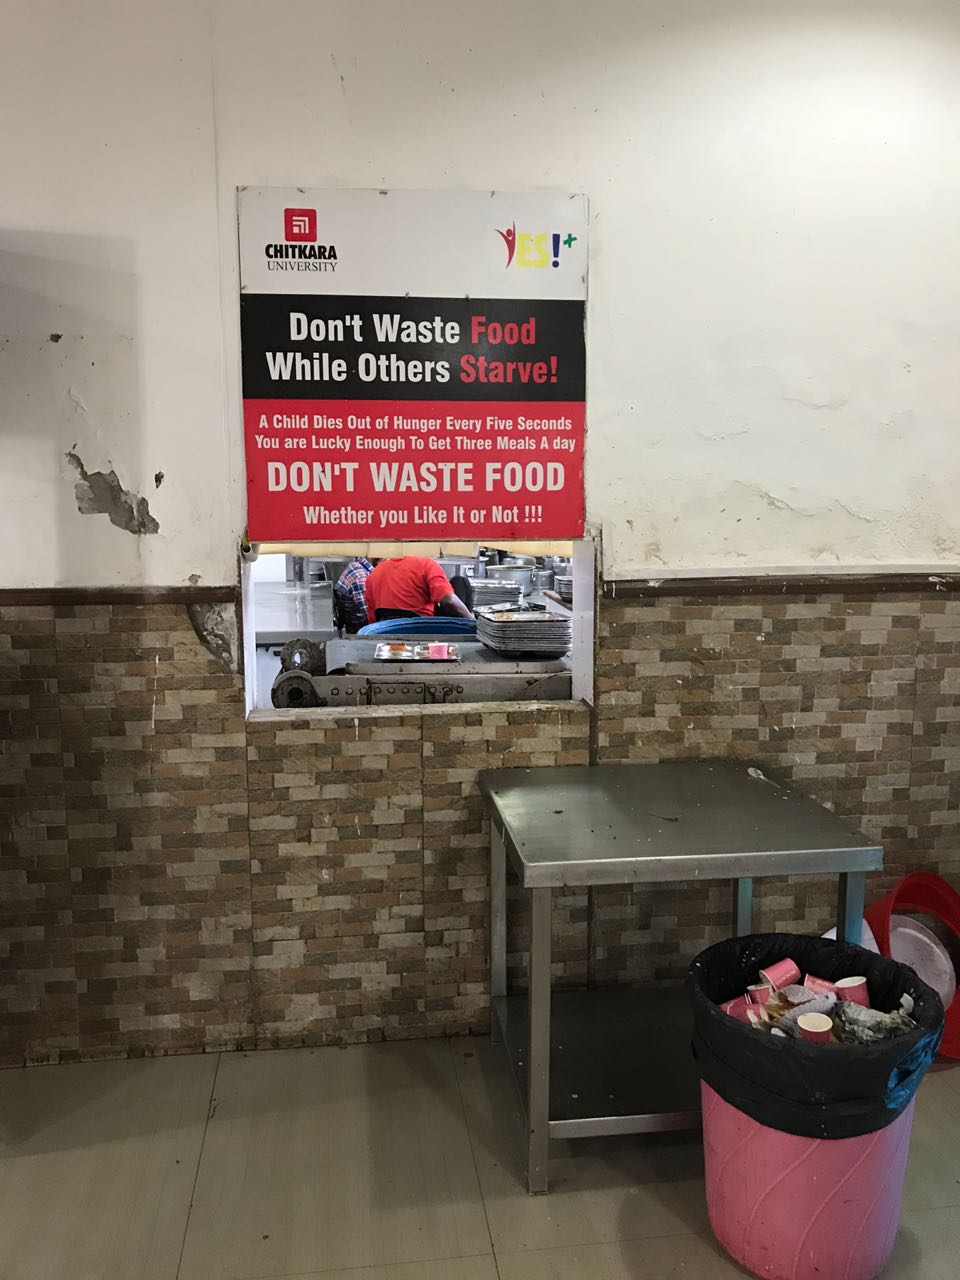 CHITKARA
UNIVERSITY
YES!+
Don't Waste Food
While Others Starve!
A Child Dies Out of Hunger Every Five Seconds
You are Lucky Enough To Get Three Meals A day
DON'T WASTE FOOD
Whether you Like It or Not !!!